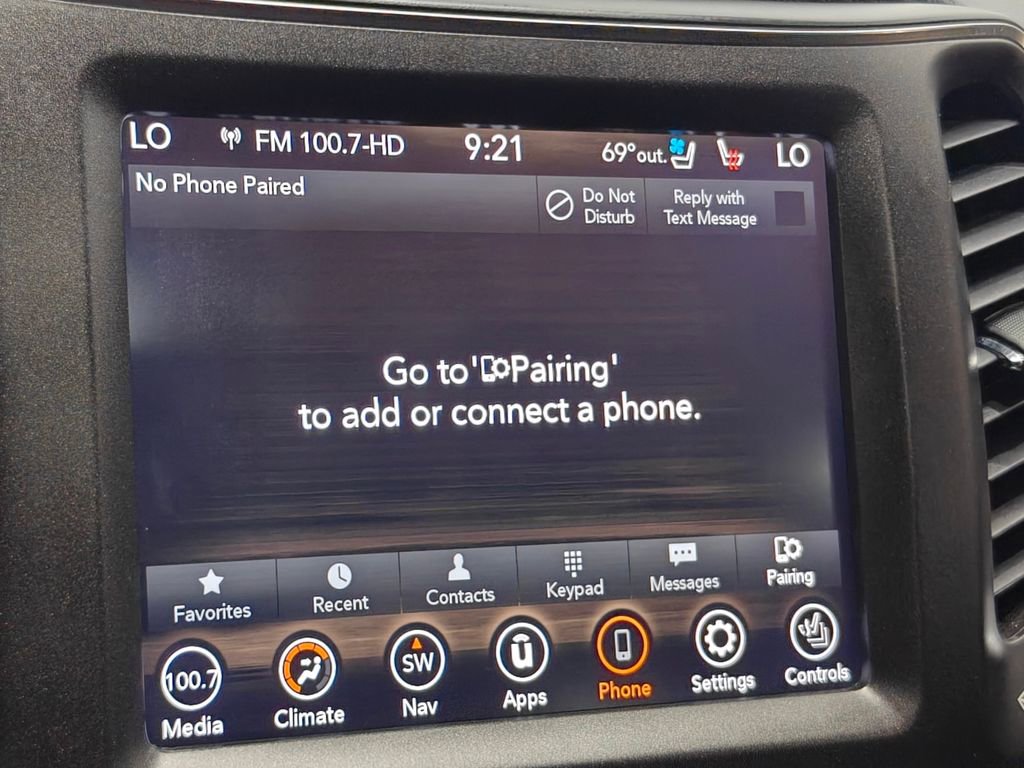 LO FM 100.7-HD 9:21 69°out. LO
No Phone Paired
Do Not
Disturb
Reply with
Text Message
Go to 'Pairing'
to add or connect a phone.
Favorites Recent Contacts Keypad Messages Pairing
100.7 SW ū
Media Climate Nav Apps Phone Settings Controls